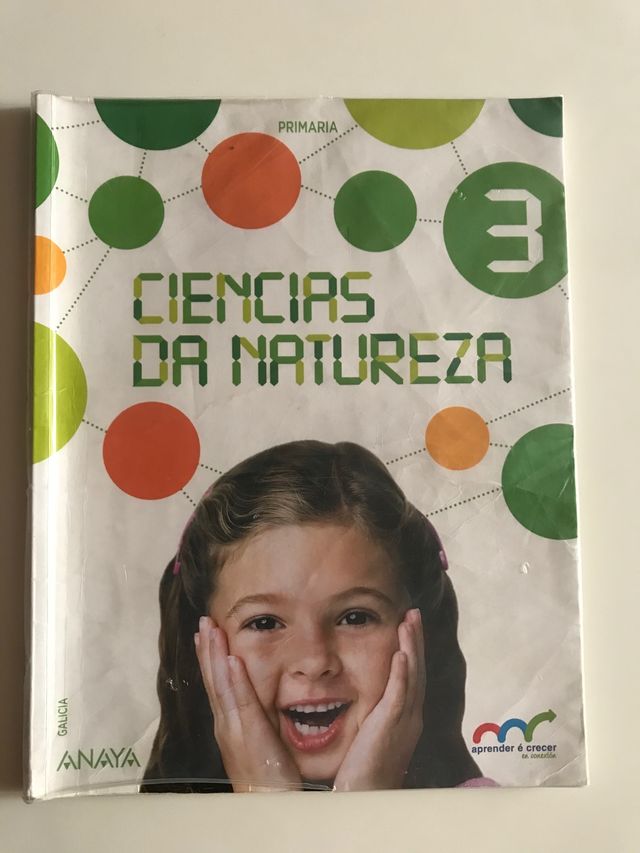 PRIMARIA
3
CIENCIAS
DA NATUREZA
GALICIA
ANAYA
aprender é crecer
en conexión